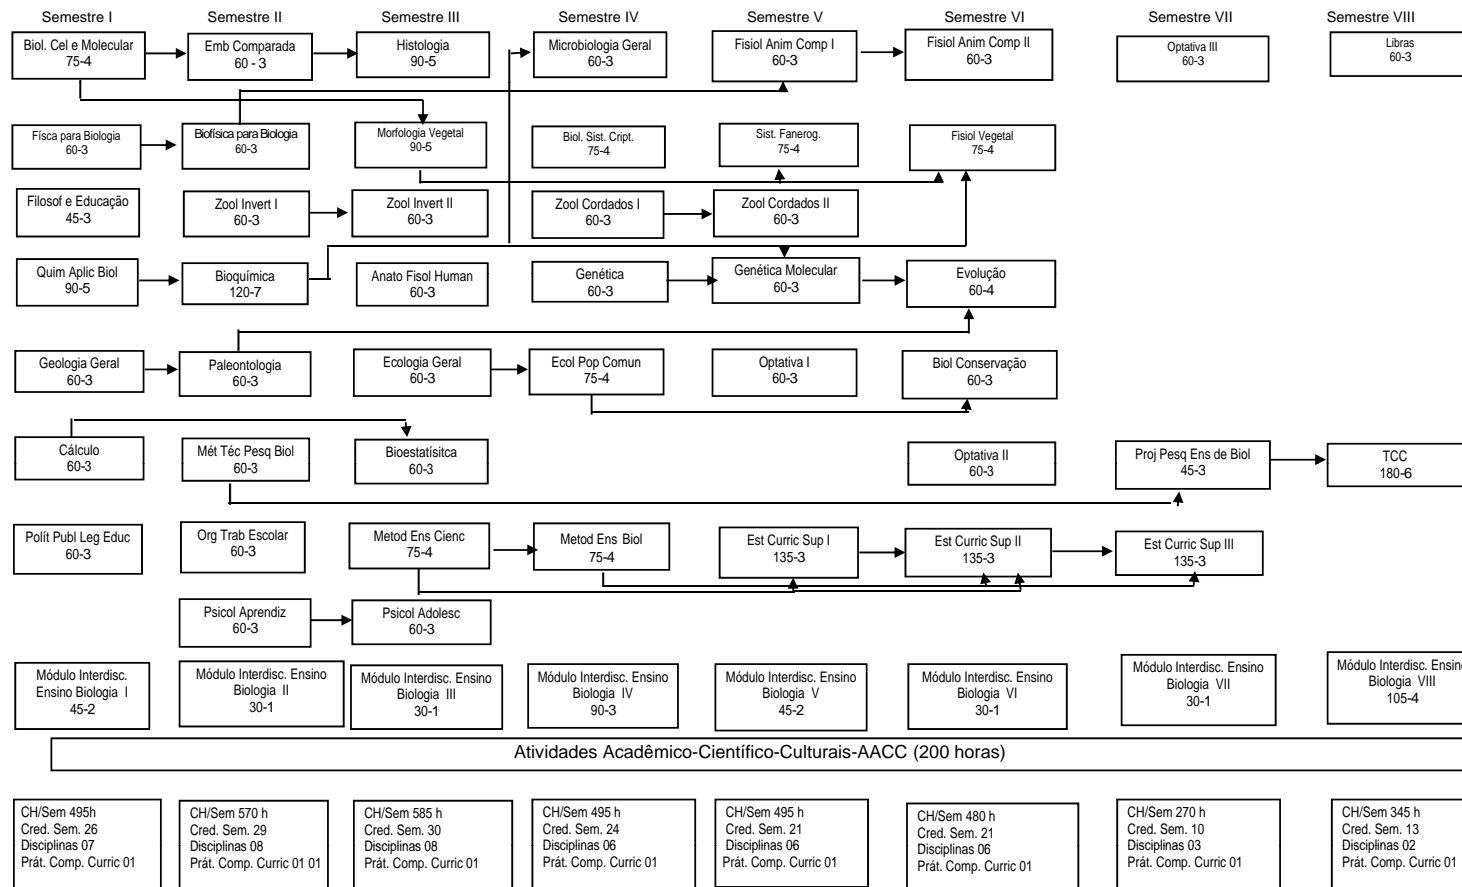 Semestre I
Semestre II
Semestre III
Semestre IV
Semestre V
Semestre VI
Semestre VII
Semestre VIII
Biol. Cel e Molecular
75-4
Emb Comparada
60 - 3
Histologia
90-5
Microbiologia Geral
60-3
Fisiol Anim Comp I
60-3
Fisiol Anim Comp II
60-3
Optativa III
60-3
Libras
60-3
Físca para Biologia
60-3
Biofísica para Biologia
60-3
Morfologia Vegetal
90-5
Biol. Sist. Cript.
75-4
Sist. Fanerog.
75-4
Fisiol Vegetal
75-4
Filosof e Educação
45-3
Zool Invert I
60-3
Zool Invert II
60-3
Zool Cordados I
60-3
Zool Cordados II
60-3
Quim Aplic Biol
90-5
Bioquímica
120-7
Anato Fisol Human
60-3
Genética
60-3
Genética Molecular
60-3
Evolução
60-4
Geologia Geral
60-3
Paleontologia
60-3
Ecologia Geral
60-3
Ecol Pop Comun
75-4
Optativa I
60-3
Biol Conservação
60-3
Cálculo
60-3
Mét Téc Pesq Biol
60-3
Bioestatísitca
60-3
Optativa II
60-3
Proj Pesq Ens de Biol
45-3
TCC
180-6
Polít Publ Leg Educ
60-3
Org Trab Escolar
60-3
Metod Ens Cienc
75-4
Metod Ens Biol
75-4
Est Curric Sup I
135-3
Est Curric Sup II
135-3
Est Curric Sup III
135-3
Psicol Aprendiz
60-3
Psicol Adolesc
60-3
Módulo Interdisc.
Ensino Biologia I
45-2
Módulo Interdisc. Ensino
Biologia II
30-1
Módulo Interdisc. Ensino
Biologia III
30-1
Módulo Interdisc. Ensino
Biologia IV
90-3
Módulo Interdisc. Ensino
Biologia V
45-2
Módulo Interdisc. Ensino
Biologia VI
30-1
Módulo Interdisc. Ensino
Biologia VII
30-1
Módulo Interdisc. Ensino
Biologia VIII
105-4
Atividades Acadêmico-Científico-Culturais-AACC (200 horas)
CH/Sem 495h
Cred. Sem. 26
Disciplinas 07
Prát. Comp. Curric 01
CH/Sem 570 h
Cred. Sem. 29
Disciplinas 08
Prát. Comp. Curric 01 01
CH/Sem 585 h
Cred. Sem. 30
Disciplinas 08
Prát. Comp. Curric 01
CH/Sem 495 h
Cred. Sem. 24
Disciplinas 06
Prát. Comp. Curric 01
CH/Sem 495 h
Cred. Sem. 21
Disciplinas 06
Prát. Comp. Curric 01
CH/Sem 480 h
Cred. Sem. 21
Disciplinas 06
Prát. Comp. Curric 01
CH/Sem 270 h
Cred. Sem. 10
Disciplinas 03
Prát. Comp. Curric 01
CH/Sem 345 h
Cred. Sem. 13
Disciplinas 02
Prát. Comp. Curric 01